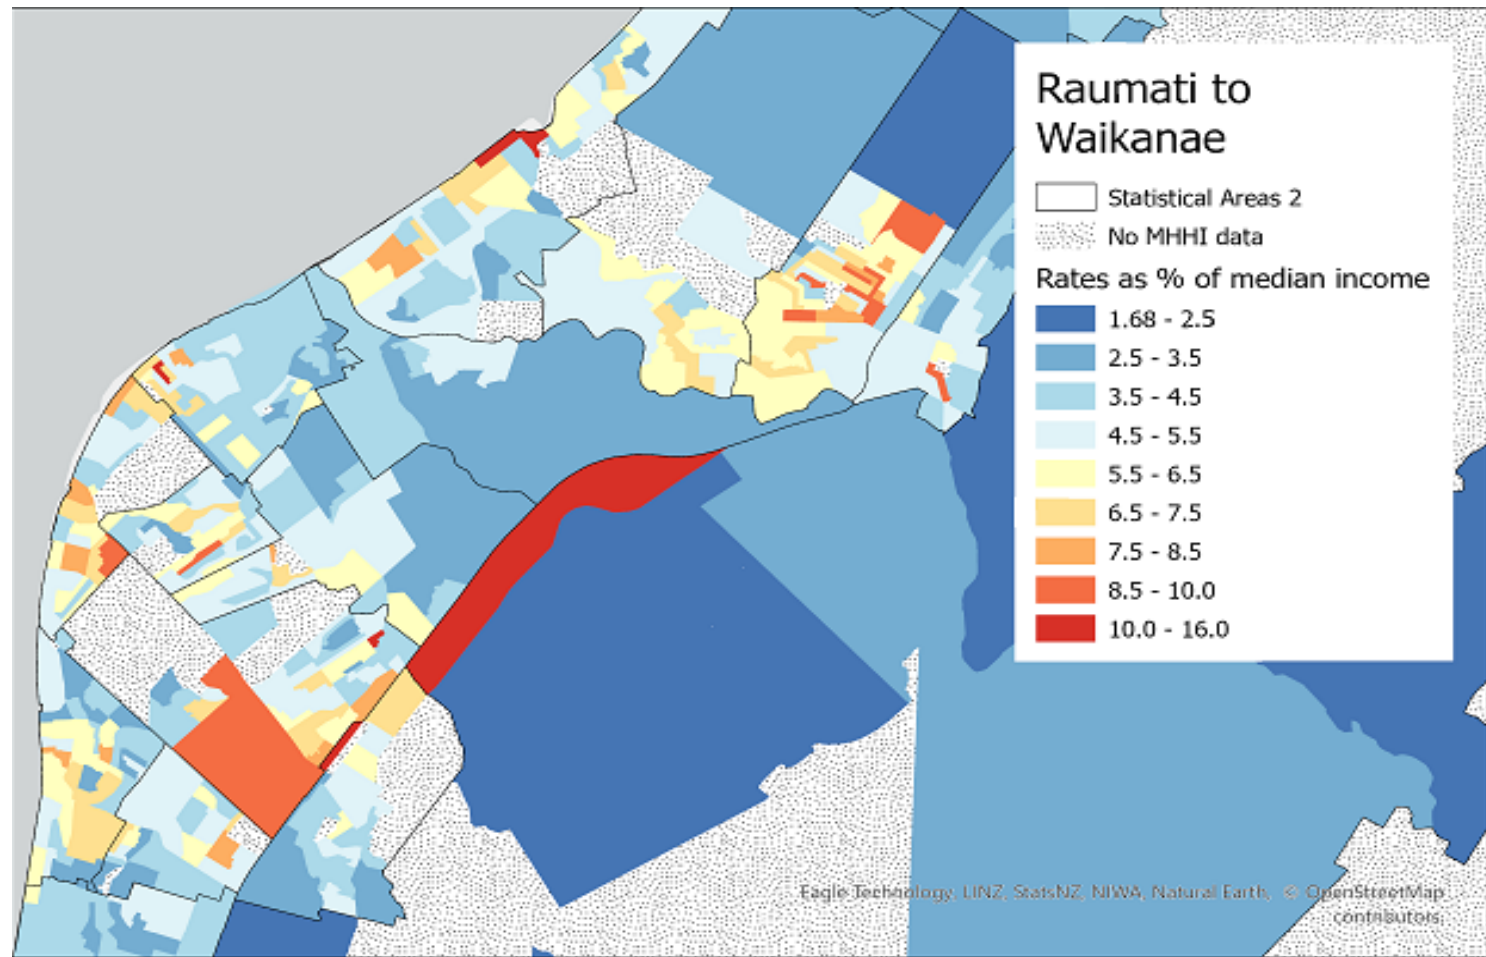 Raumati to
Waikanae
Statistical Areas 2
No MHHI data
Rates as % of median income
1.68 - 2.5
2.5 - 3.5
3.5 - 4.5
4.5 - 5.5
5.5 - 6.5
6.5 - 7.5
7.5 - 8.5
8.5 - 10.0
10.0 - 16.0
Eagle Technology, LINZ, StatsNZ, NIWA, Natural Earth, © OpenStreetMap
contributors.